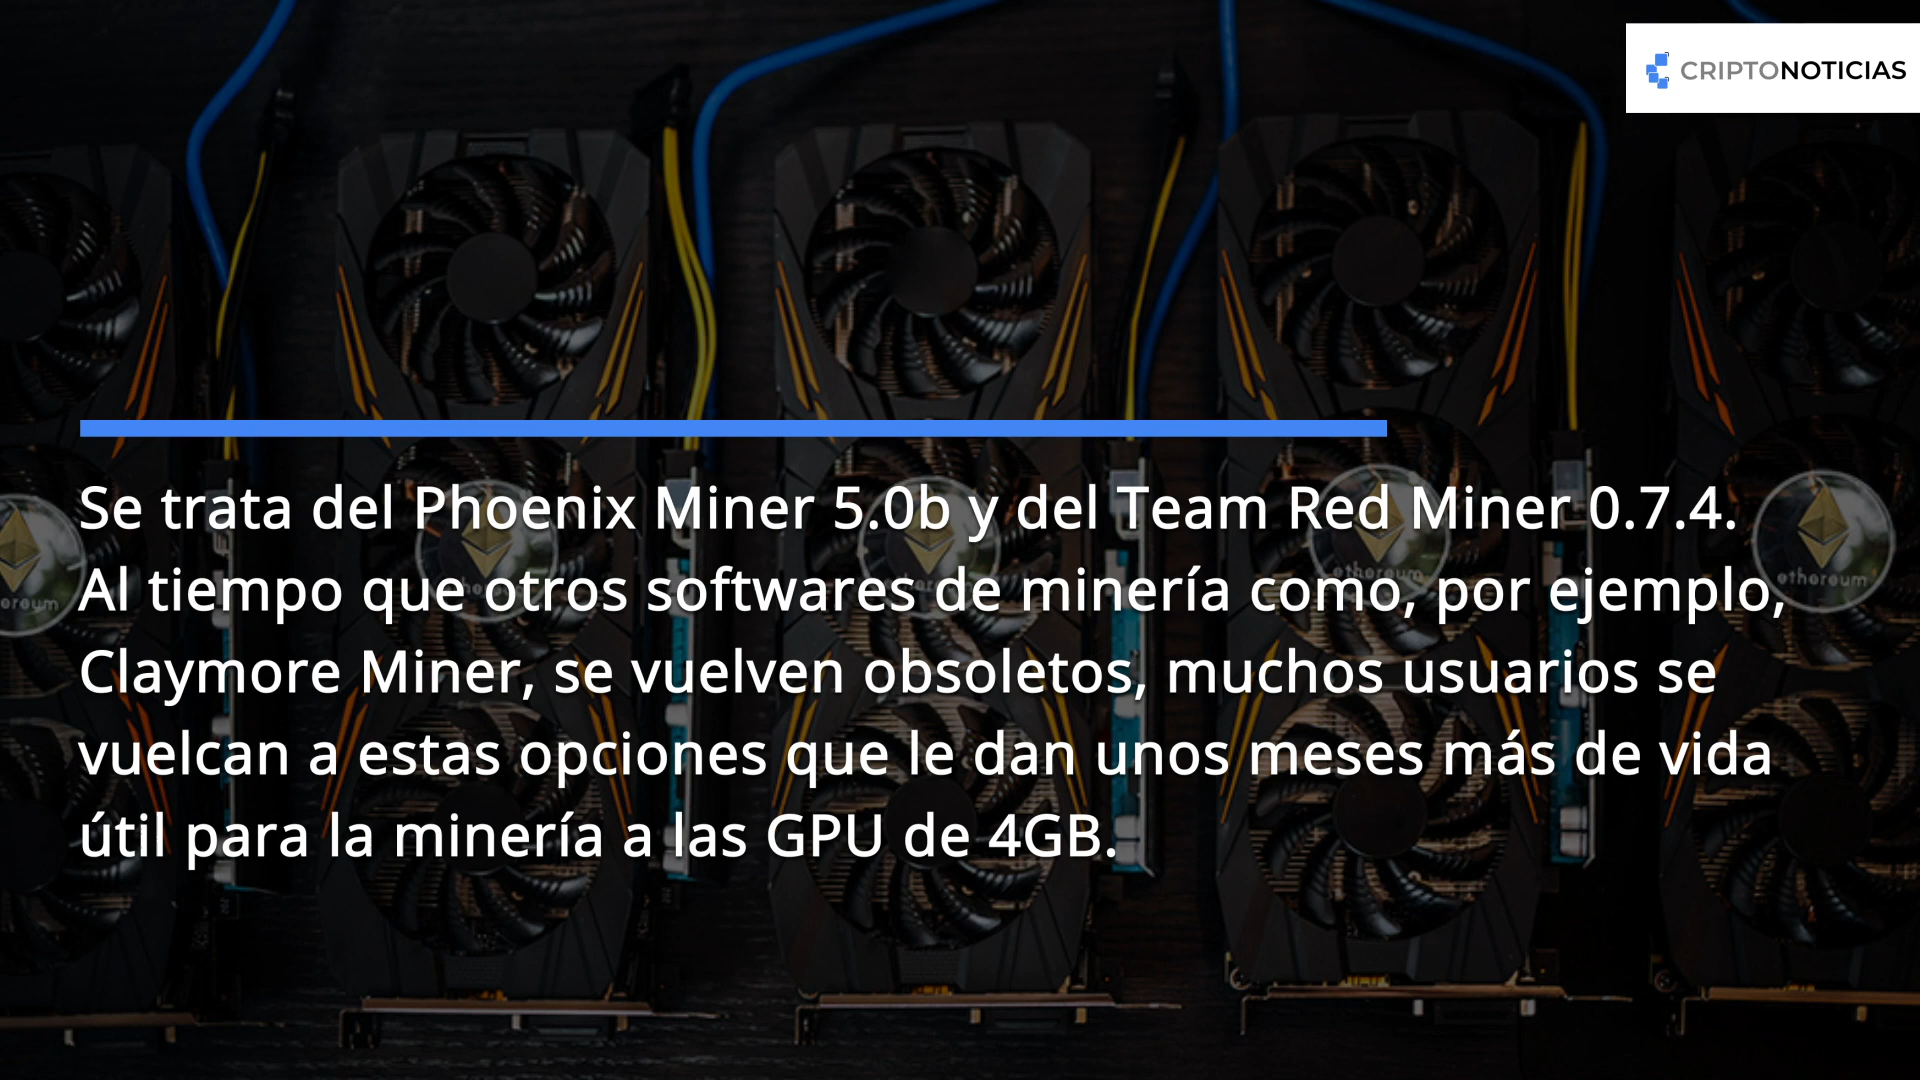 CRIPTONOTICIAS
Se trata del Phoenix Miner 5.0b y del Team Red Miner 0.7.4.
Al tiempo que otros softwares de minería como, por ejemplo,
Claymore Miner, se vuelven obsoletos, muchos usuarios se
vuelcan a estas opciones que le dan unos meses más de vida
útil para la minería a las GPU de 4GB.
ethereum
ethereum